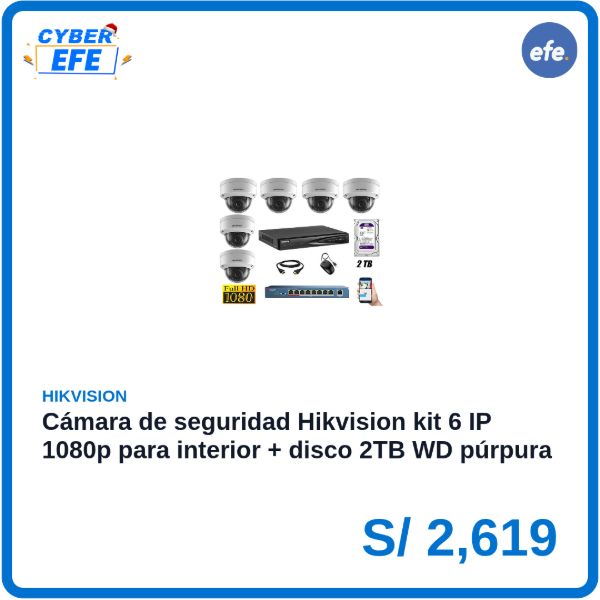 CYBER
EFE
efe.
2 TB
Full HD
1080
HIKVISION
Cámara de seguridad Hikvision kit 6 IP
1080p para interior + disco 2TB WD púrpura
S/ 2,619